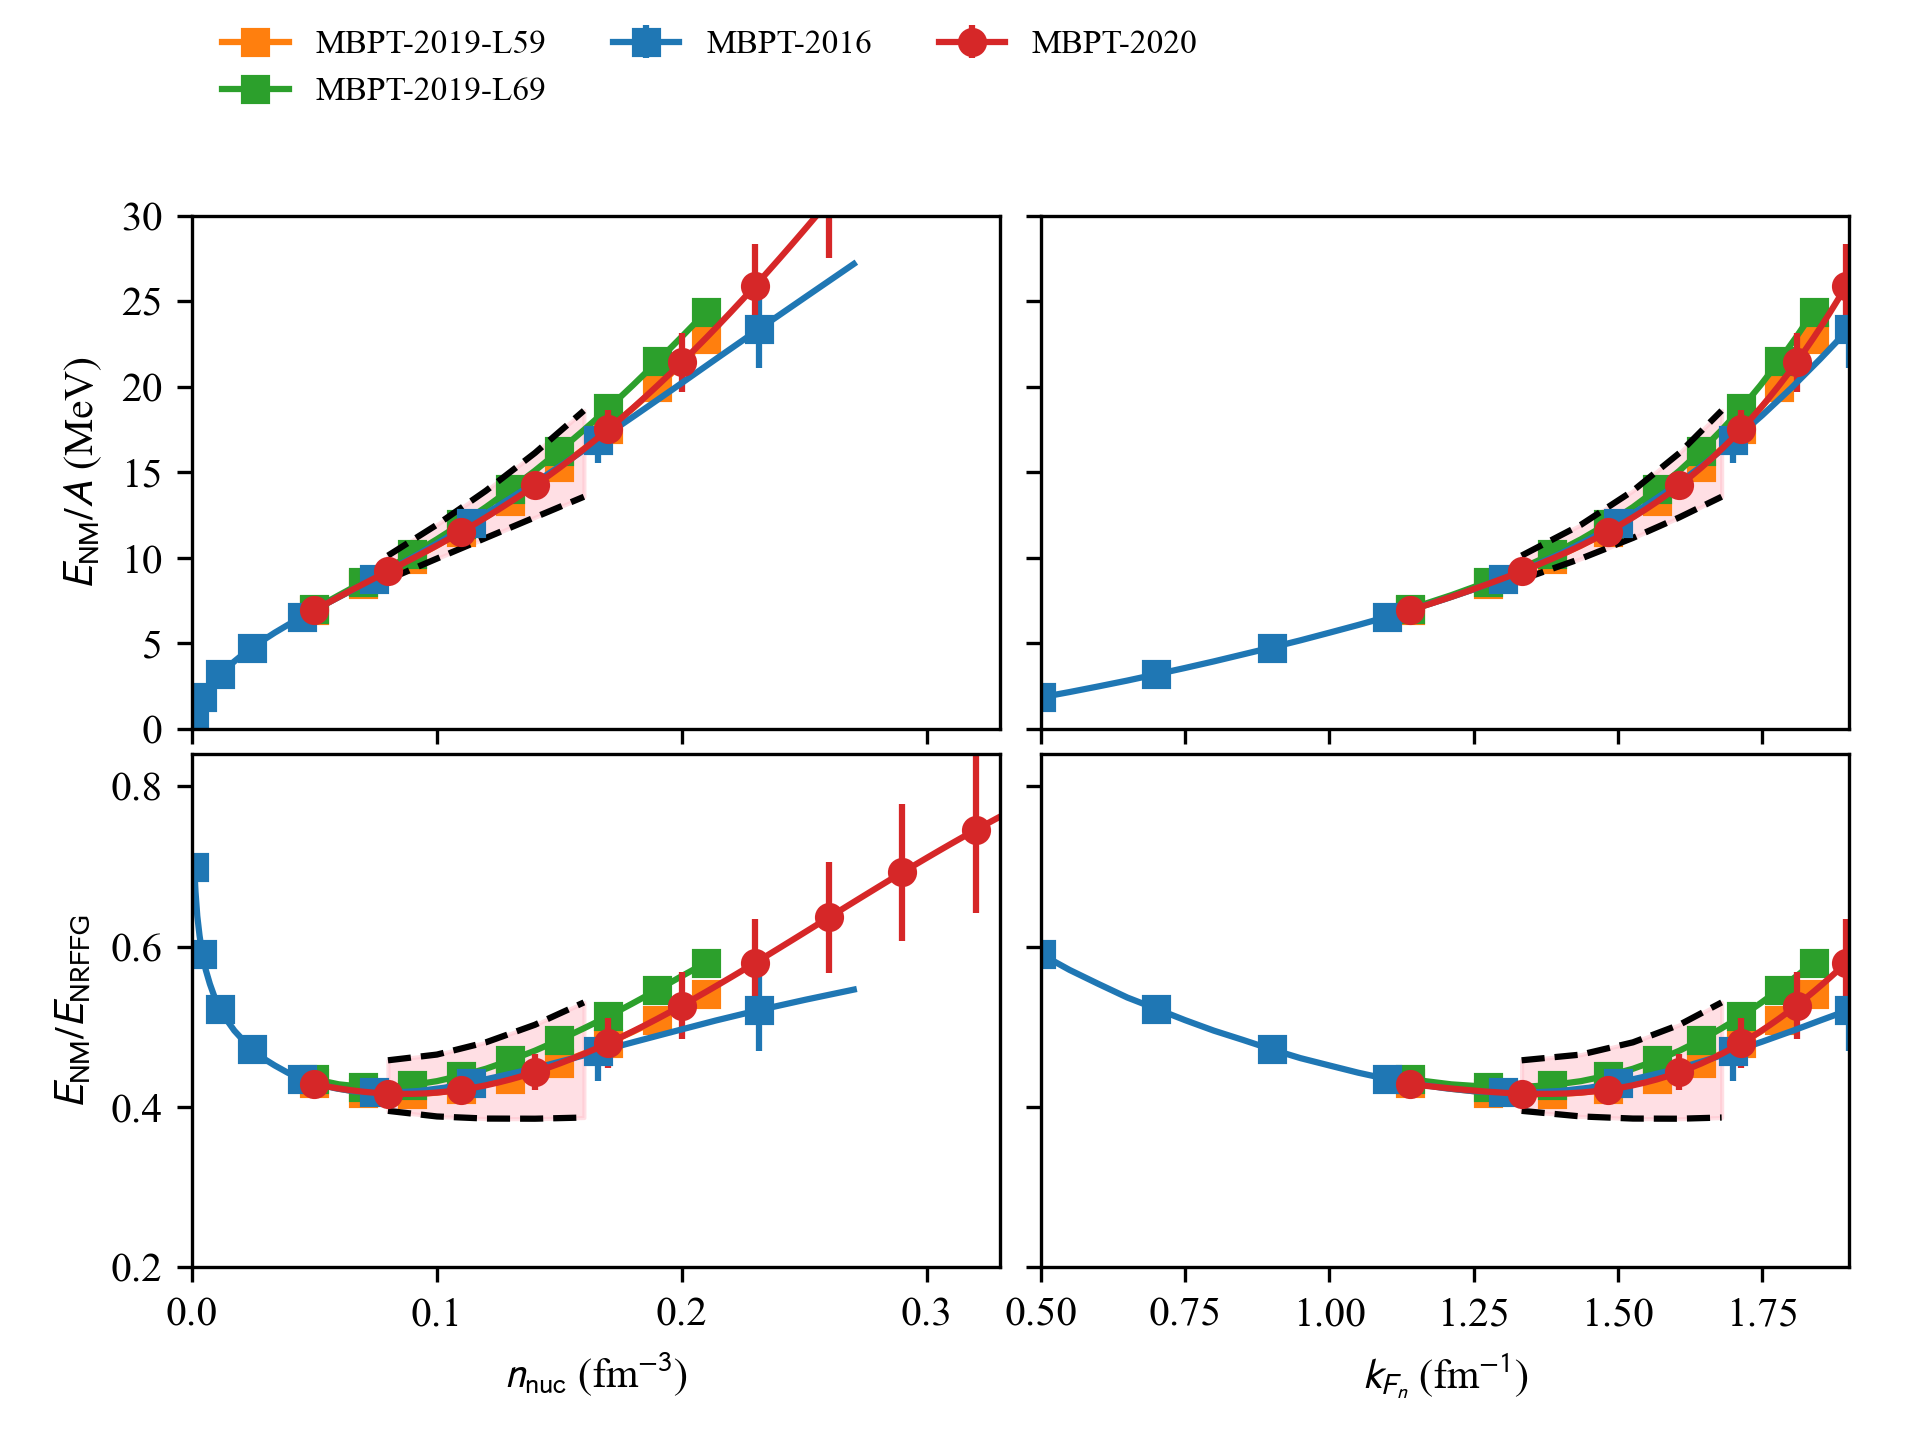 MBPT-2019-L59 MBPT-2016 MBPT-2020
MBPT-2019-L69
30
25
20
15
10
5
0
E_NM/A (MeV)
0.8
0.6
0.4
0.2
E_NM/E_NRFFG
0.0 0.1 0.2 0.3
n_nuc (fm⁻³)
0.50 0.75 1.00 1.25 1.50 1.75
k_{F_n} (fm⁻¹)